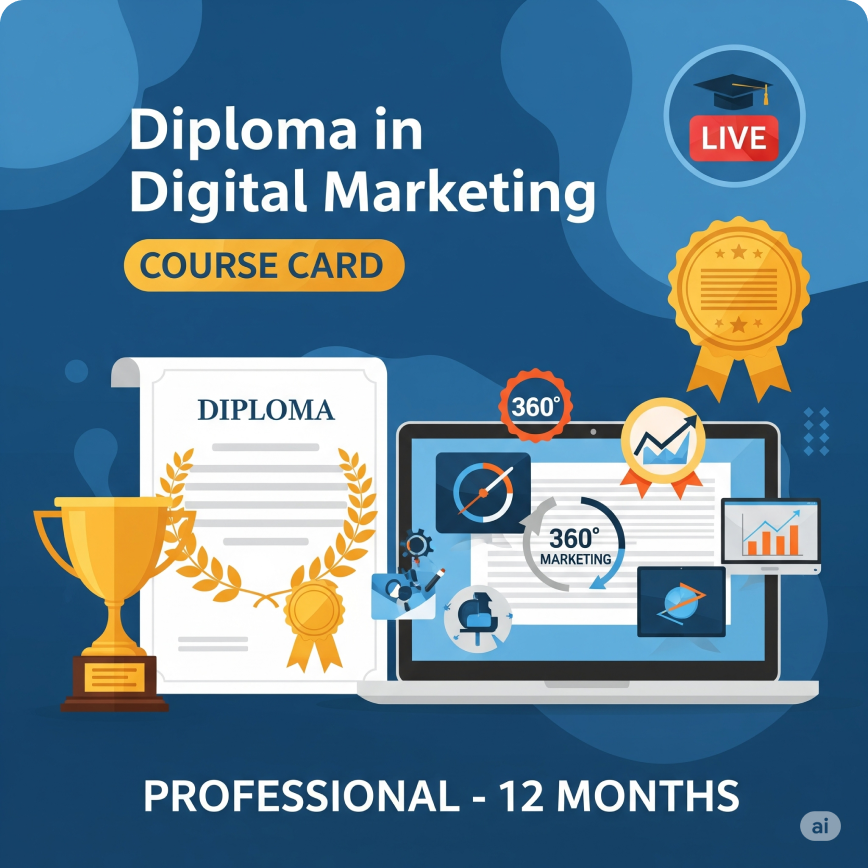 Diploma in
Digital Marketing
LIVE
COURSE CARD
DIPLOMA
360°
360°
MARKETING
PROFESSIONAL - 12 MONTHS
ai